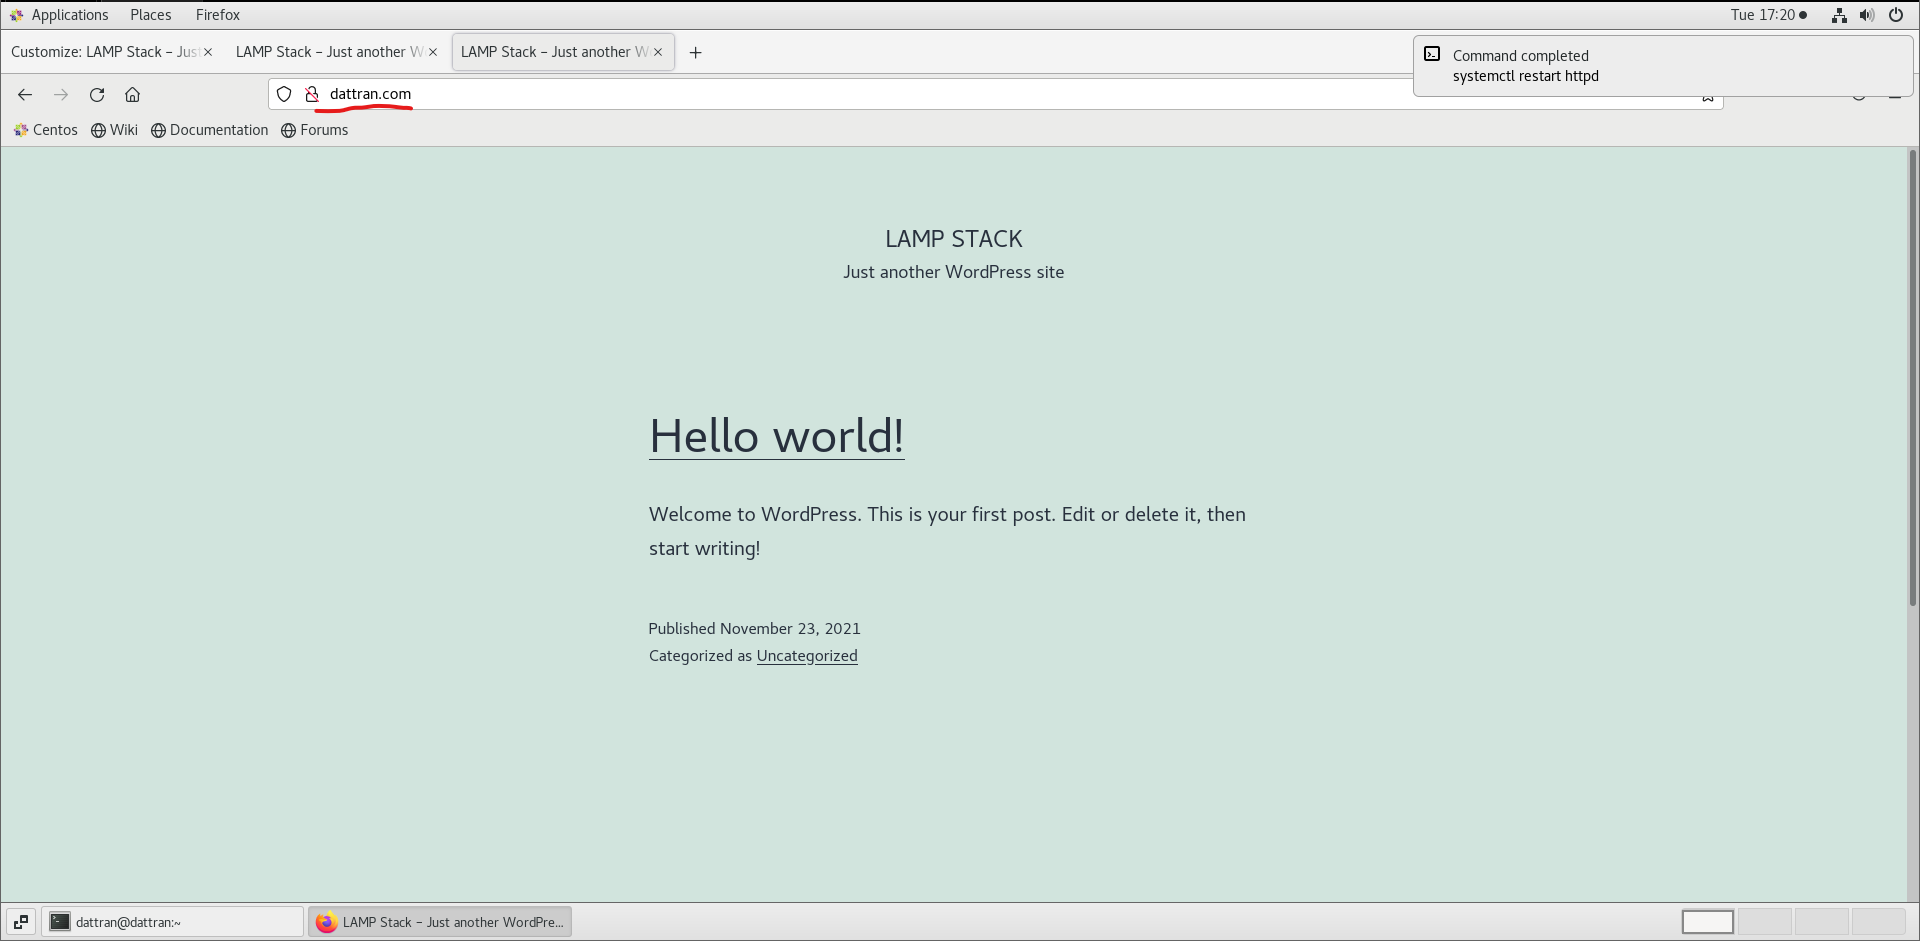 Applications Places Firefox Tue 17:20
Customize: LAMP Stack – Jus LAMP Stack – Just another W LAMP Stack – Just another W
Command completed
systemctl restart httpd
dattran.com
Centos Wiki Documentation Forums
LAMP STACK
Just another WordPress site
Hello world!
Welcome to WordPress. This is your first post. Edit or delete it, then
start writing!
Published November 23, 2021
Categorized as Uncategorized
dattran@dattran:~ LAMP Stack – Just another WordPre...